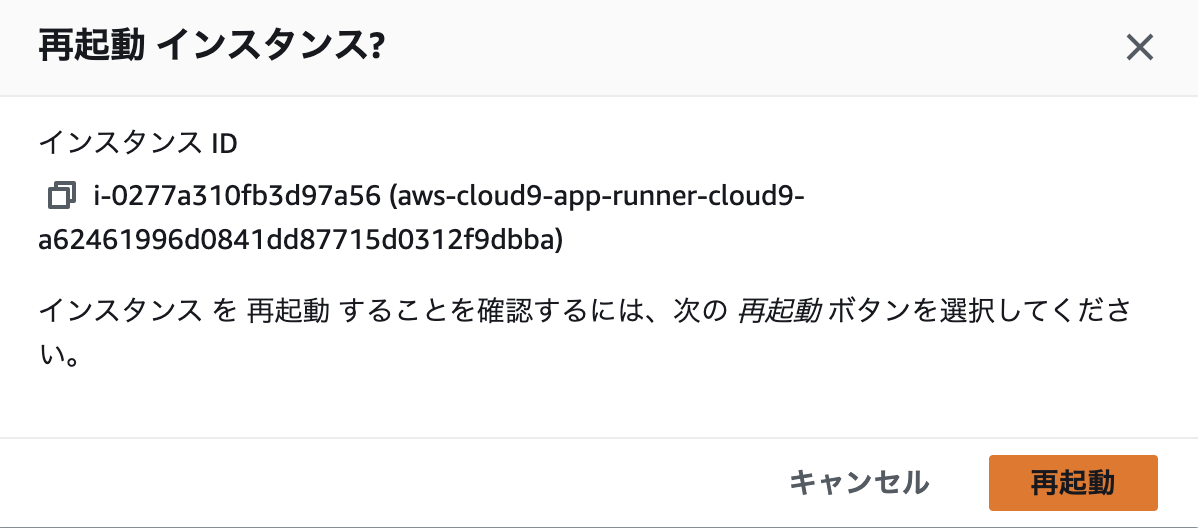 再起動 インスタンス?
インスタンス ID
i-0277a310fb3d97a56 (aws-cloud9-app-runner-cloud9-
a62461996d0841dd87715d0312f9dbba)
インスタンス を 再起動 することを確認するには、次の 再起動 ボタンを選択してくださ
い。
キャンセル
再起動